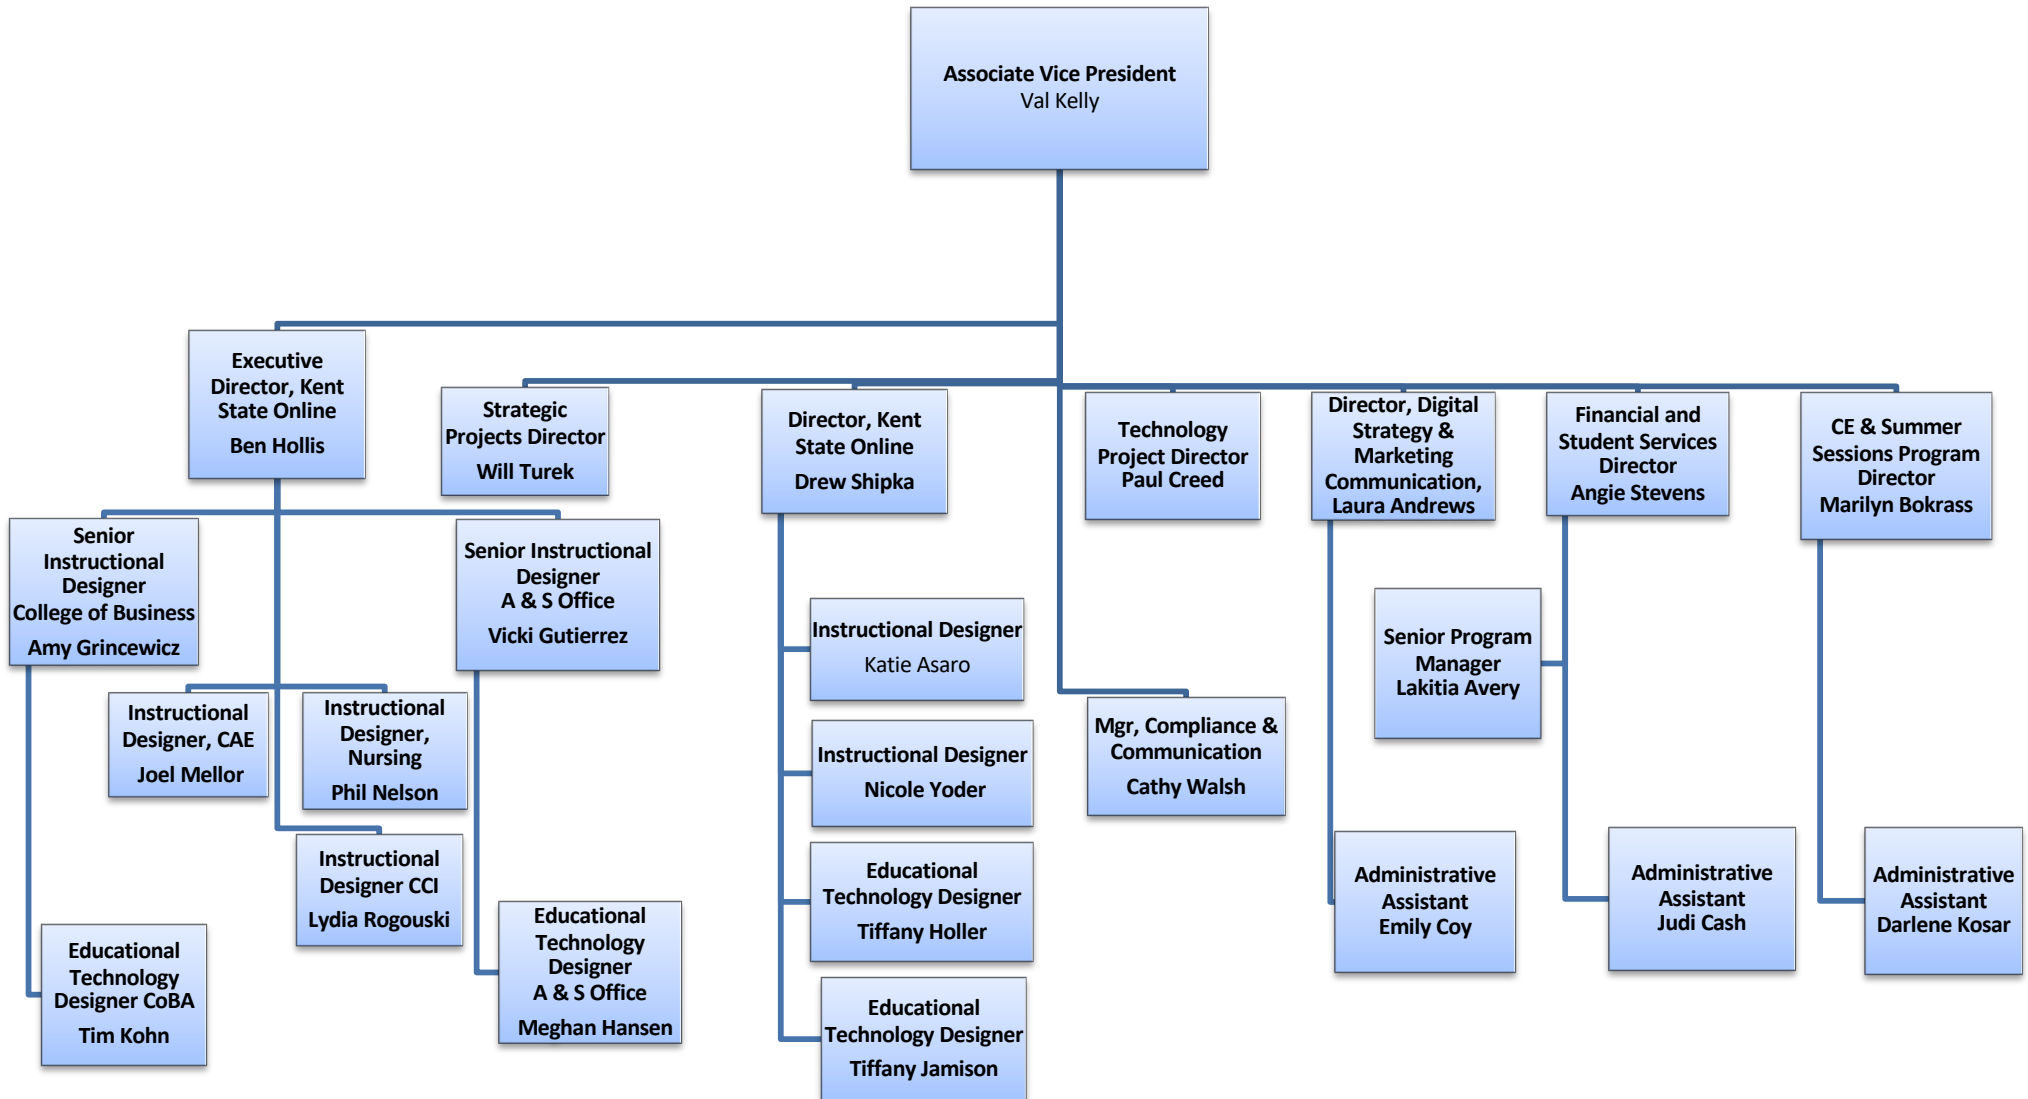 Associate Vice President
Val Kelly
Executive
Director, Kent
State Online
Ben Hollis
Strategic
Projects Director
Will Turek
Director, Kent
State Online
Drew Shipka
Technology
Project Director
Paul Creed
Director, Digital
Strategy &
Marketing
Communication,
Laura Andrews
Financial and
Student Services
Director
Angie Stevens
CE & Summer
Sessions Program
Director
Marilyn Bokrass
Senior
Instructional
Designer
College of Business
Amy Grincewicz
Senior Instructional
Designer
A & S Office
Vicki Gutierrez
Instructional Designer
Katie Asaro
Senior Program
Manager
Lakitia Avery
Instructional
Designer, CAE
Joel Mellor
Instructional
Designer,
Nursing
Phil Nelson
Instructional Designer
Nicole Yoder
Mgr, Compliance &
Communication
Cathy Walsh
Instructional
Designer CCI
Lydia Rogouski
Educational
Technology Designer
Tiffany Holler
Administrative
Assistant
Emily Coy
Administrative
Assistant
Judi Cash
Administrative
Assistant
Darlene Kosar
Educational
Technology
Designer CoBA
Tim Kohn
Educational
Technology
Designer
A & S Office
Meghan Hansen
Educational
Technology Designer
Tiffany Jamison